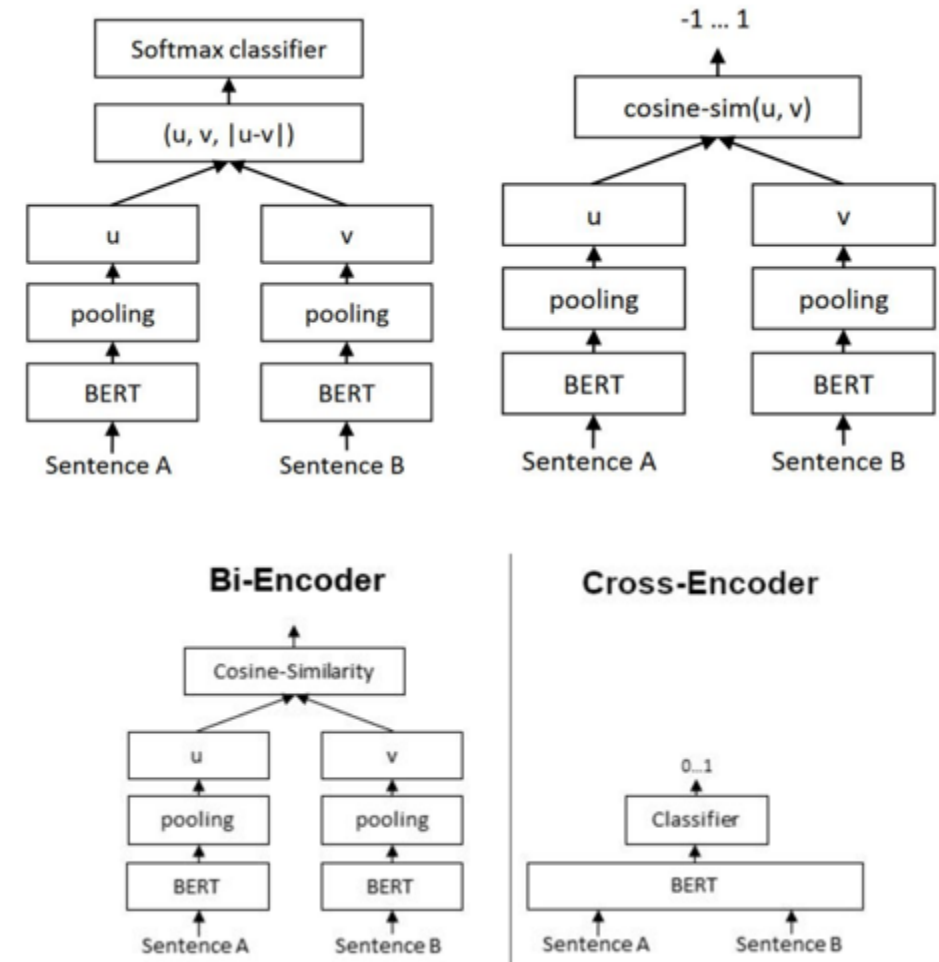 Softmax classifier
(u, v, |u-v|)
u
v
pooling
pooling
BERT
BERT
Sentence A
Sentence B
-1 ... 1
cosine-sim(u, v)
u
v
pooling
pooling
BERT
BERT
Sentence A
Sentence B
Bi-Encoder
Cosine-Similarity
u
v
pooling
pooling
BERT
BERT
Sentence A
Sentence B
Cross-Encoder
0...1
Classifier
BERT
Sentence A
Sentence B